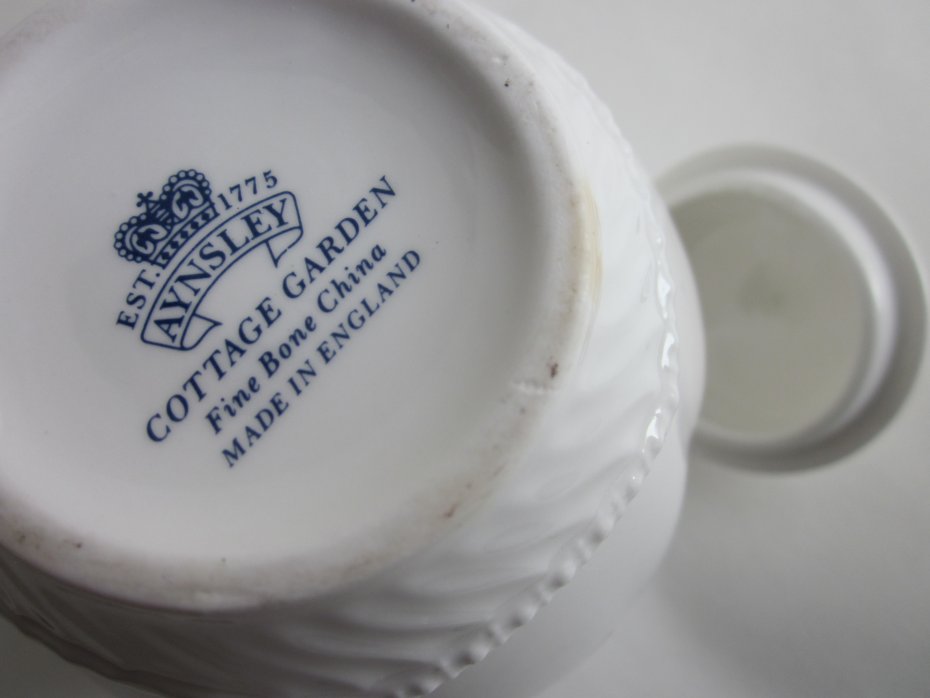 EST. 1775
AYNSLEY
COTTAGE GARDEN
Fine Bone China
MADE IN ENGLAND